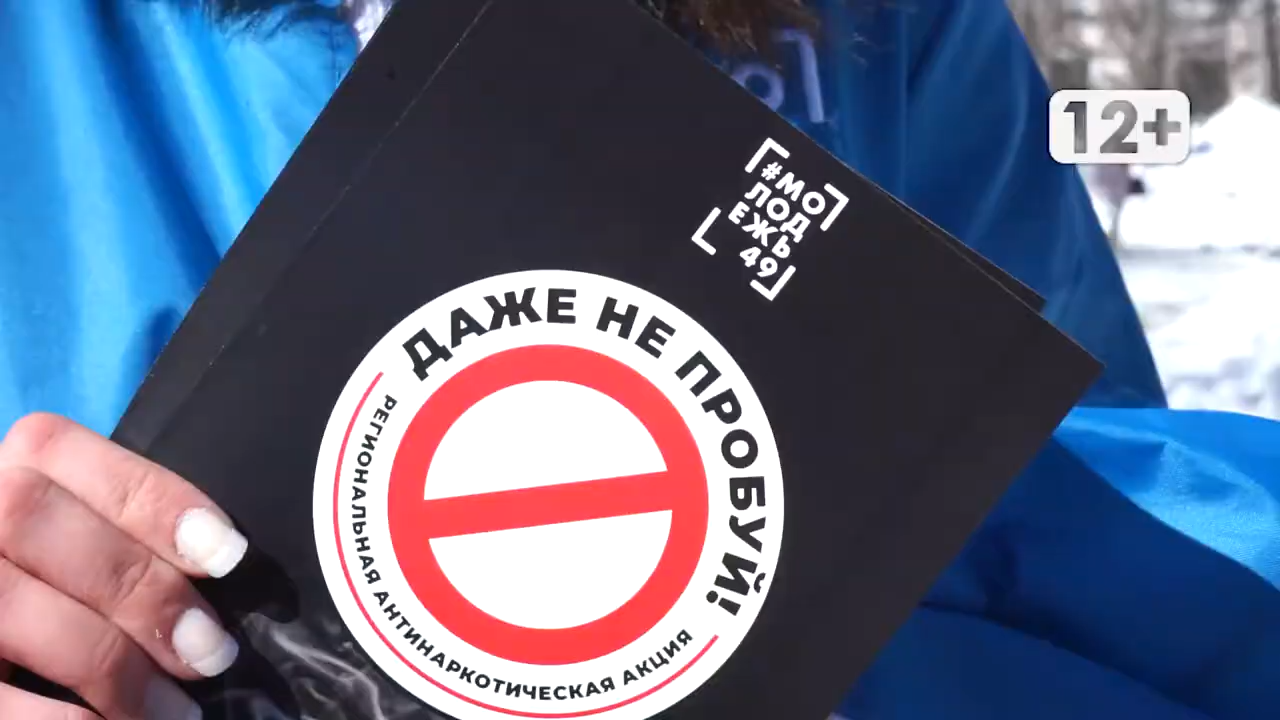 12+
#МО
ЛОД
ЕЖЬ
49
ДАЖЕ НЕ ПРОБУЙ!
РЕГИОНАЛЬНАЯ АНТИНАРКОТИЧЕСКАЯ АКЦИЯ